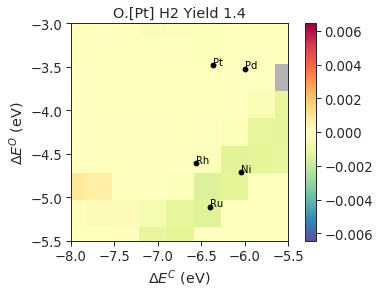 O.[Pt] H2 Yield 1.4
−3.0
−3.5
−4.0
−4.5
−5.0
−5.5
ΔE^O (eV)
Pt
Pd
Rh
Ni
Ru
−8.0 −7.5 −7.0 −6.5 −6.0 −5.5
ΔE^C (eV)
0.006
0.004
0.002
0.000
−0.002
−0.004
−0.006